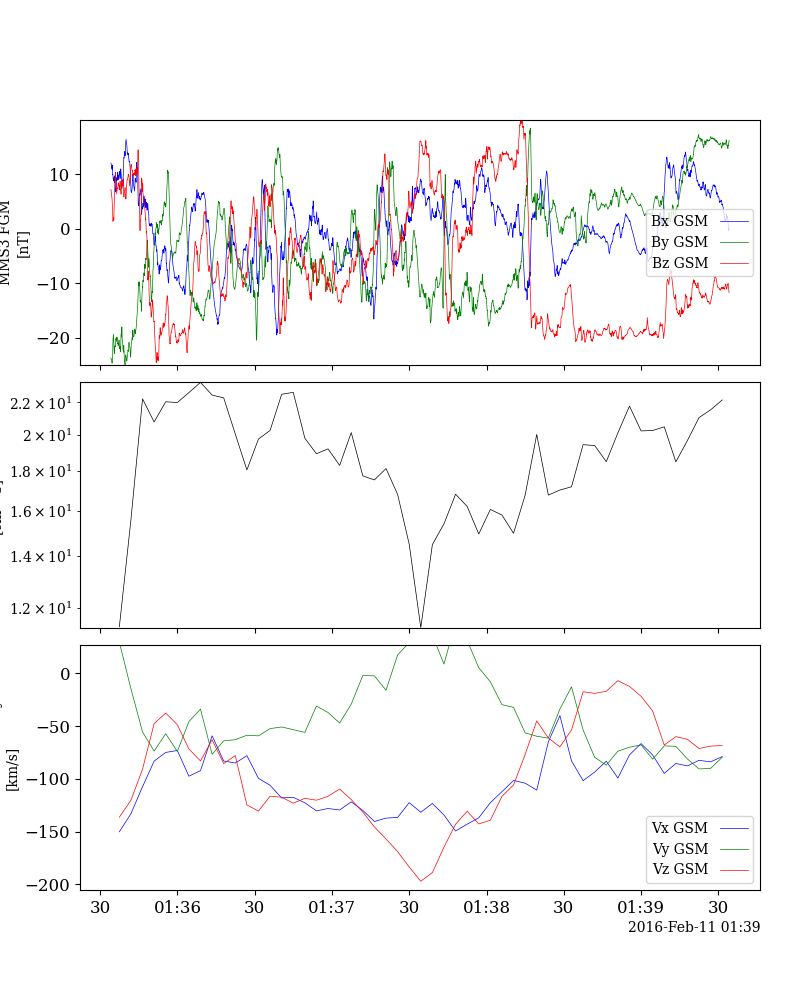 MMS3 FGM
[nT]
10
0
−10
−20
Bx GSM
By GSM
Bz GSM
2.2 × 10¹
2 × 10¹
1.8 × 10¹
1.6 × 10¹
1.4 × 10¹
1.2 × 10¹
[km/s]
0
−50
−100
−150
−200
Vx GSM
Vy GSM
Vz GSM
30 01:36 30 01:37 30 01:38 30 01:39 30
2016-Feb-11 01:39